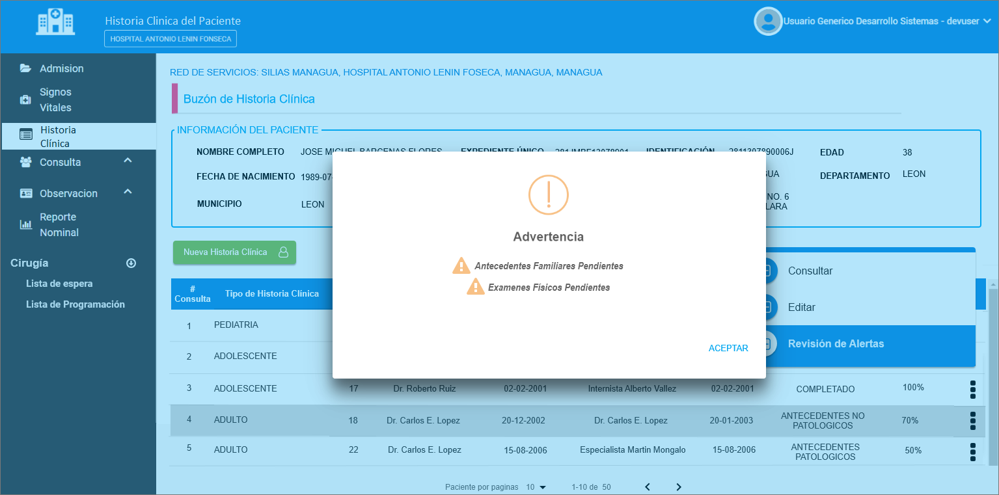 Historia Clinica del Paciente
HOSPITAL ANTONIO LENIN FONSECA
Usuario Generico Desarrollo Sistemas - devuser
Admision
Signos
Vitales
Historia
Clínica
Consulta
Observacion
Reporte
Nominal
Cirugía
Lista de espera
Lista de Programación
RED DE SERVICIOS: SILIAS MANAGUA, HOSPITAL ANTONIO LENIN FOSECA, MANAGUA, MANAGUA
Buzón de Historia Clínica
INFORMACIÓN DEL PACIENTE
NOMBRE COMPLETO JOSE MIGUEL BARCENAS FLORES EXPEDIENTE ÚNICO IDENTIFICACIÓN 2811307890006J EDAD 38
FECHA DE NACIMIENTO 1989-07- GUA DEPARTAMENTO LEON
MUNICIPIO LEON NO. 6
LARA
Nueva Historia Clínica
Advertencia
Antecedentes Familiares Pendientes
Examenes Fisicos Pendientes
ACEPTAR
Consultar
Editar
Revisión de Alertas
# Consulta Tipo de Historia Clínica
1 PEDIATRIA
2 ADOLESCENTE
3 ADOLESCENTE 17 Dr. Roberto Ruiz 02-02-2001 Internista Alberto Vallez 02-02-2001 COMPLETADO 100%
4 ADULTO 18 Dr. Carlos E. Lopez 20-12-2002 Dr. Carlos E. Lopez 20-01-2003 ANTECEDENTES NO PATOLOGICOS 70%
5 ADULTO 22 Dr. Carlos E. Lopez 15-08-2006 Especialista Martin Mongalo 15-08-2006 ANTECEDENTES PATOLOGICOS 50%
Paciente por paginas 10 1-10 de 50